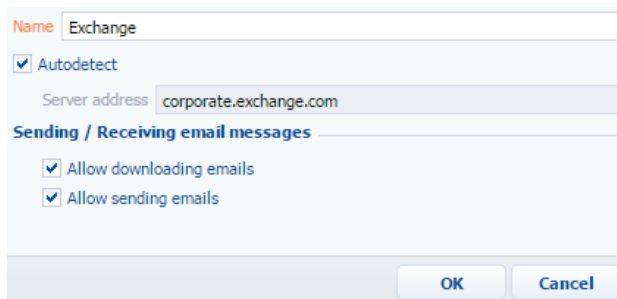 Name Exchange
Autodetect
Server address corporate.exchange.com
Sending / Receiving email messages
Allow downloading emails
Allow sending emails
OK Cancel